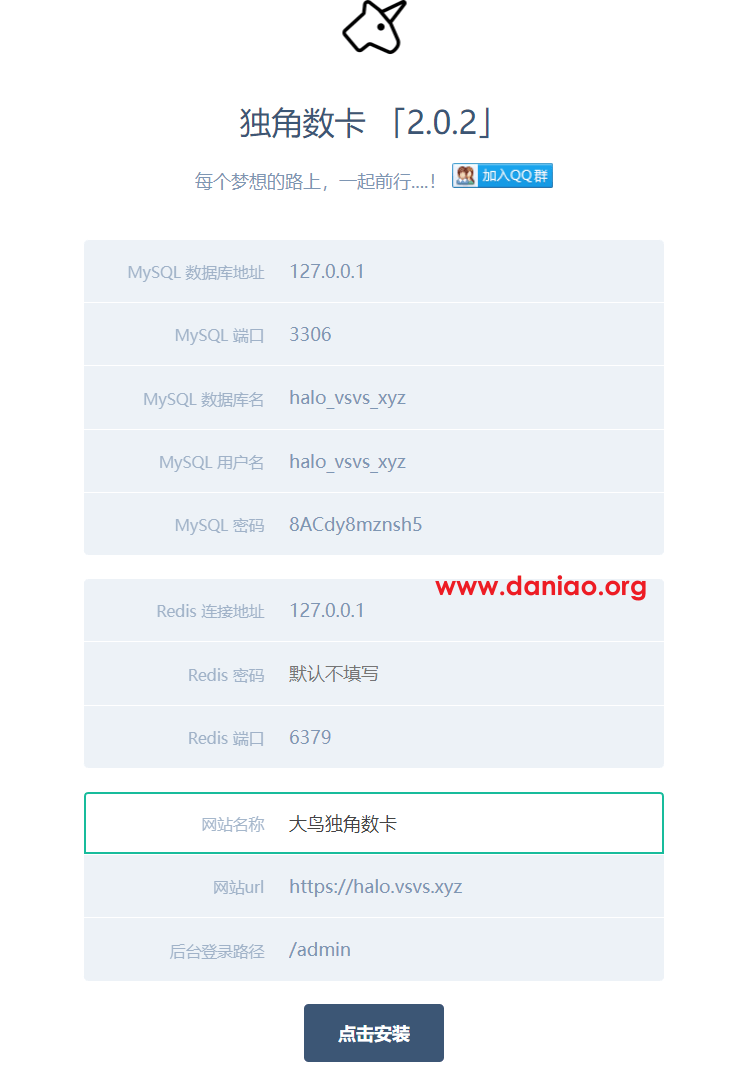 独角数卡 「2.0.2」
每个梦想的路上，一起前行....！ 加入QQ群
MySQL 数据库地址 127.0.0.1
MySQL 端口 3306
MySQL 数据库名 halo_vsvs_xyz
MySQL 用户名 halo_vsvs_xyz
MySQL 密码 8ACdy8mznsh5
www.daniao.org
Redis 连接地址 127.0.0.1
Redis 密码 默认不填写
Redis 端口 6379
网站名称 大鸟独角数卡
网站url https://halo.vsvs.xyz
后台登录路径 /admin
点击安装